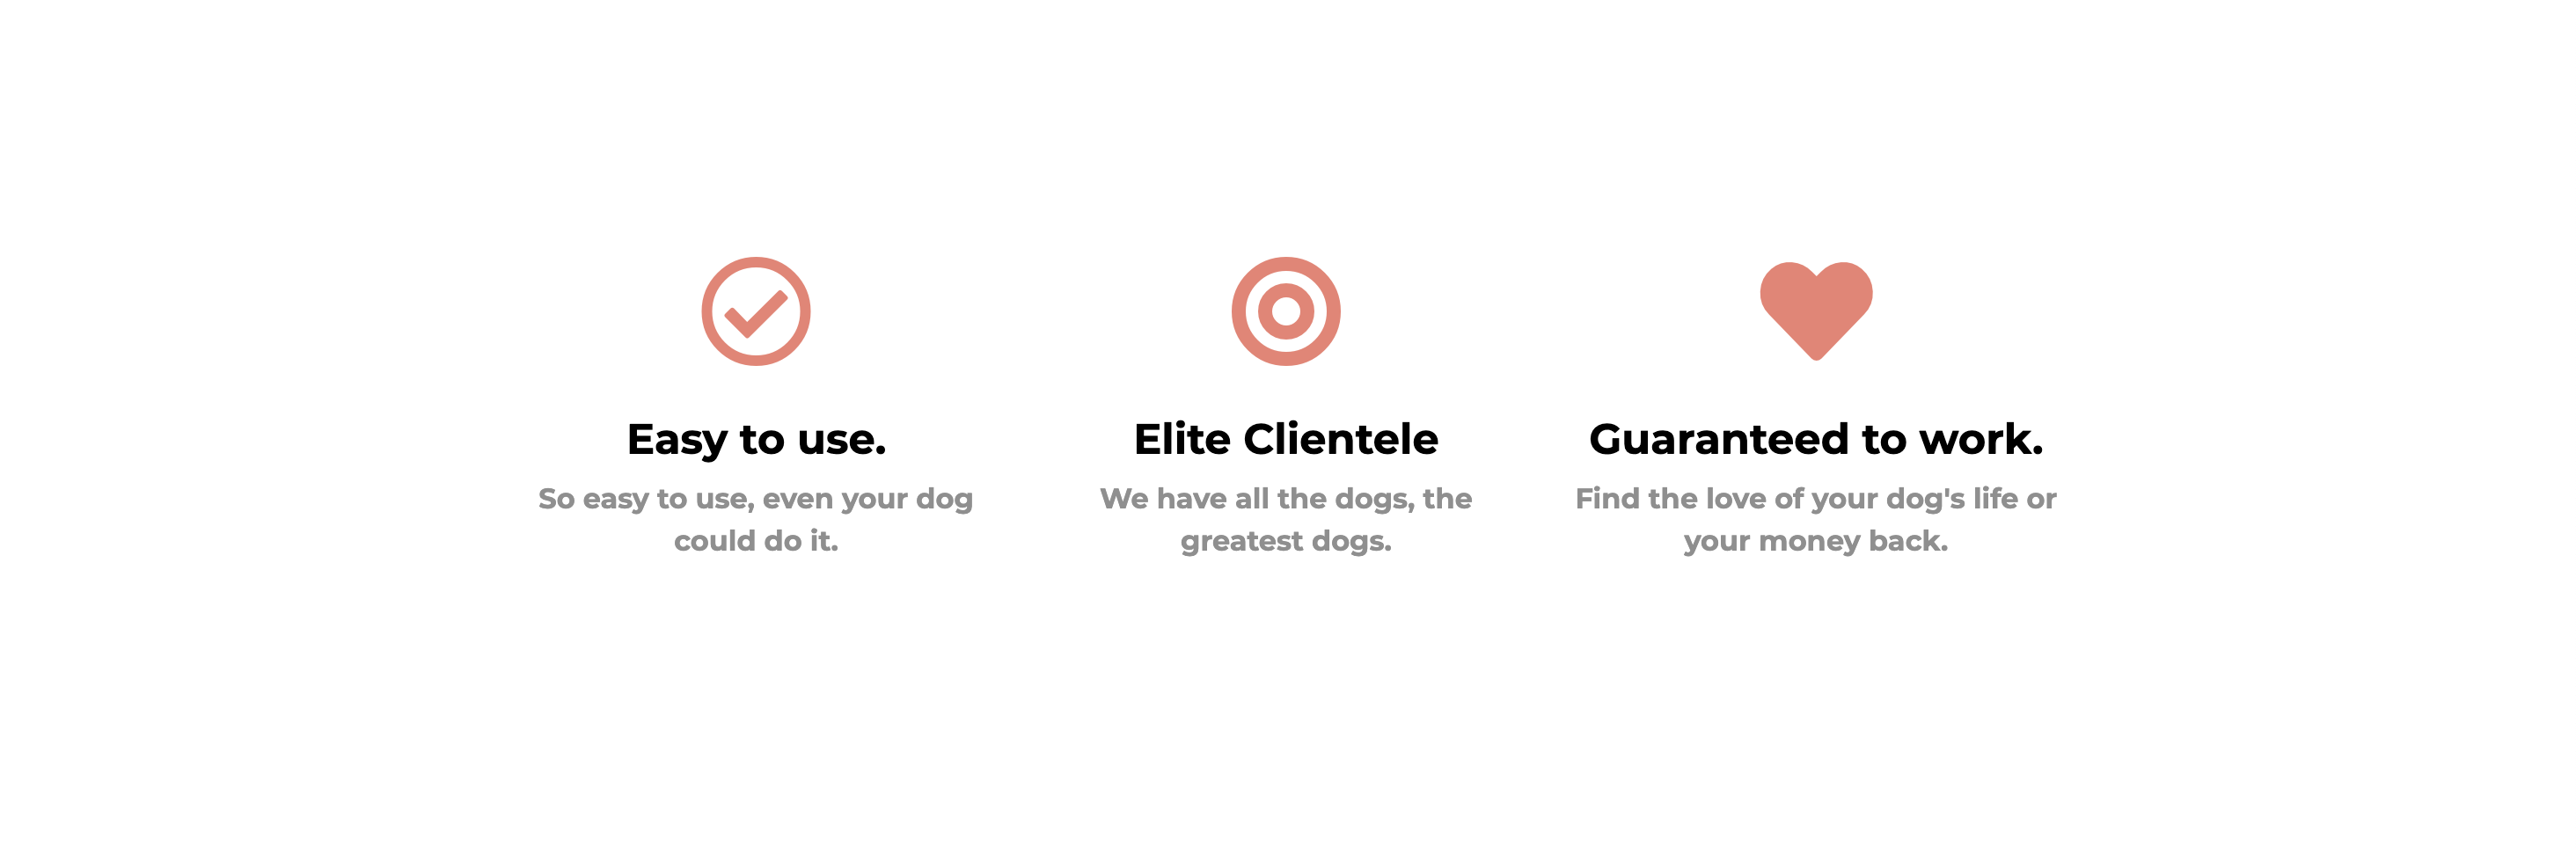 Easy to use.
So easy to use, even your dog
could do it.
Elite Clientele
We have all the dogs, the
greatest dogs.
Guaranteed to work.
Find the love of your dog's life or
your money back.